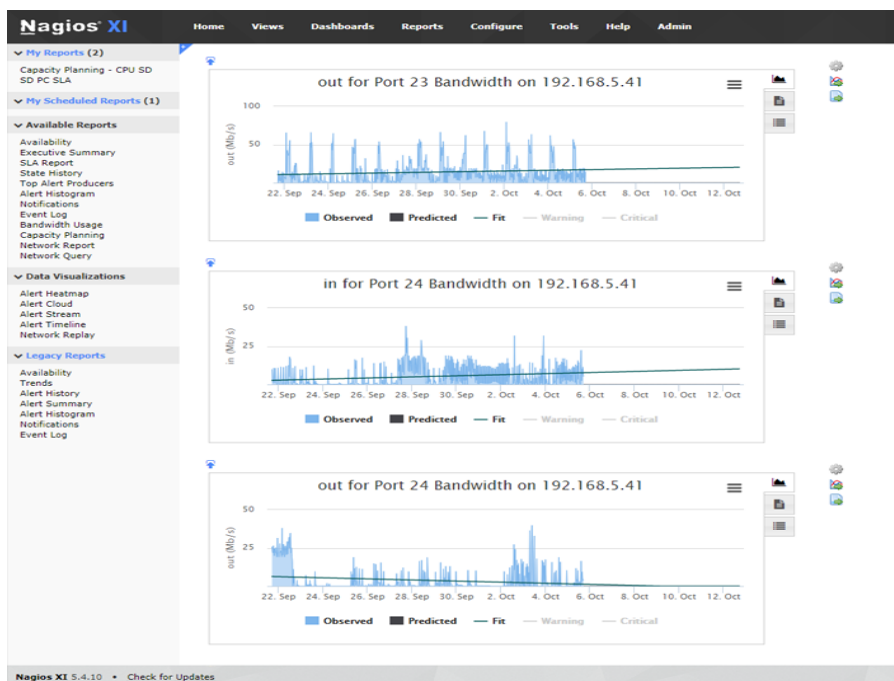 Nagios® XI
Home Views Dashboards Reports Configure Tools Help Admin
My Reports (2)
Capacity Planning - CPU SD
SD PC SLA
My Scheduled Reports (1)
Available Reports
Availability
Executive Summary
SLA Report
State History
Top Alert Producers
Alert Histogram
Notifications
Event Log
Bandwidth Usage
Capacity Planning
Network Report
Network Query
Data Visualizations
Alert Heatmap
Alert Cloud
Alert Stream
Alert Timeline
Network Replay
Legacy Reports
Availability
Trends
Alert History
Alert Summary
Alert Histogram
Notifications
Event Log
out for Port 23 Bandwidth on 192.168.5.41
100
50
out (Mb/s)
22. Sep 24. Sep 26. Sep 28. Sep 30. Sep 2. Oct 4. Oct 6. Oct 8. Oct 10. Oct 12. Oct
Observed Predicted Fit Warning Critical
in for Port 24 Bandwidth on 192.168.5.41
50
25
in (Mb/s)
22. Sep 24. Sep 26. Sep 28. Sep 30. Sep 2. Oct 4. Oct 6. Oct 8. Oct 10. Oct 12. Oct
Observed Predicted Fit Warning Critical
out for Port 24 Bandwidth on 192.168.5.41
50
25
out (Mb/s)
22. Sep 24. Sep 26. Sep 28. Sep 30. Sep 2. Oct 4. Oct 6. Oct 8. Oct 10. Oct 12. Oct
Observed Predicted Fit Warning Critical
Nagios XI 5.4.10 • Check for Updates